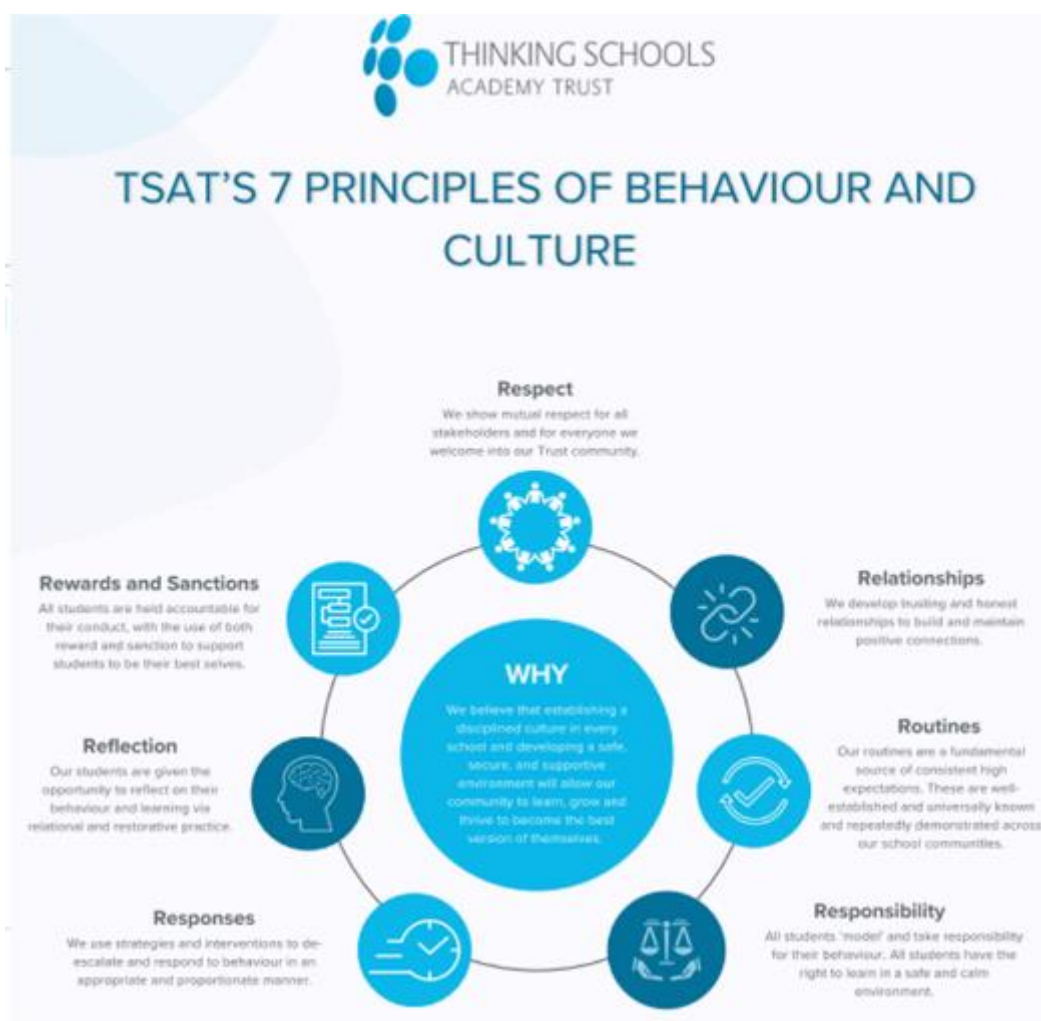 THINKING SCHOOLS
ACADEMY TRUST
TSAT'S 7 PRINCIPLES OF BEHAVIOUR AND
CULTURE
Respect
We show mutual respect for all
stakeholders and for everyone we
welcome into our Trust community.
Relationships
We develop trusting and honest
relationships to build and maintain
positive connections.
Routines
Our routines are a fundamental
source of consistent high
expectations. These are well-
established and universally known
and repeatedly demonstrated across
our school communities.
Responsibility
All students 'model' and take responsibility
for their behaviour. All students have the
right to learn in a safe and calm
environment.
Responses
We use strategies and interventions to de-
escalate and respond to behaviour in an
appropriate and proportionate manner.
Reflection
Our students are given the
opportunity to reflect on their
behaviour and learning via
relational and restorative practice.
Rewards and Sanctions
All students are held accountable for
their conduct, with the use of both
reward and sanction to support
students to be their best selves.
WHY
We believe that establishing a
disciplined culture in every
school and developing a safe,
secure, and supportive
environment will allow our
community to learn, grow and
thrive to become the best
version of themselves.